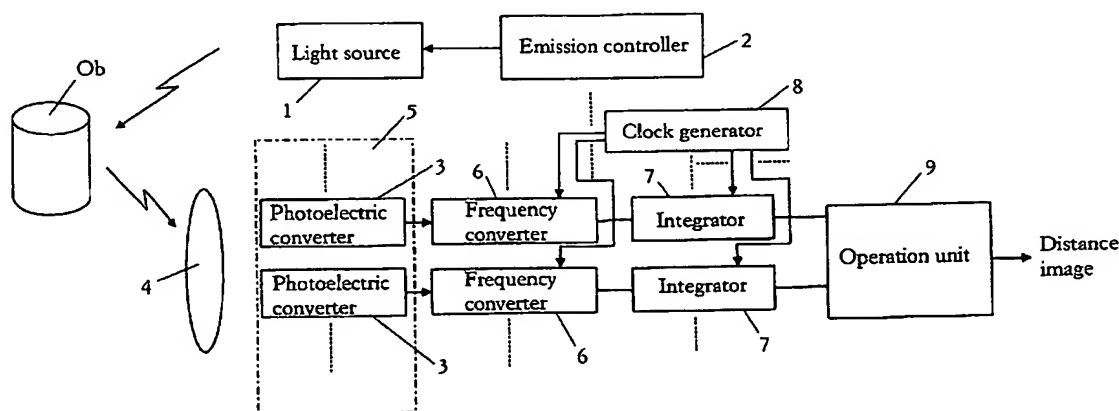 Light source
Emission controller
2
Ob
1
8
5
Clock generator
3
6
7
9
Photoelectric
converter
Frequency
converter
Integrator
Operation unit
Distance
image
4
Photoelectric
converter
Frequency
converter
Integrator
3
6
7